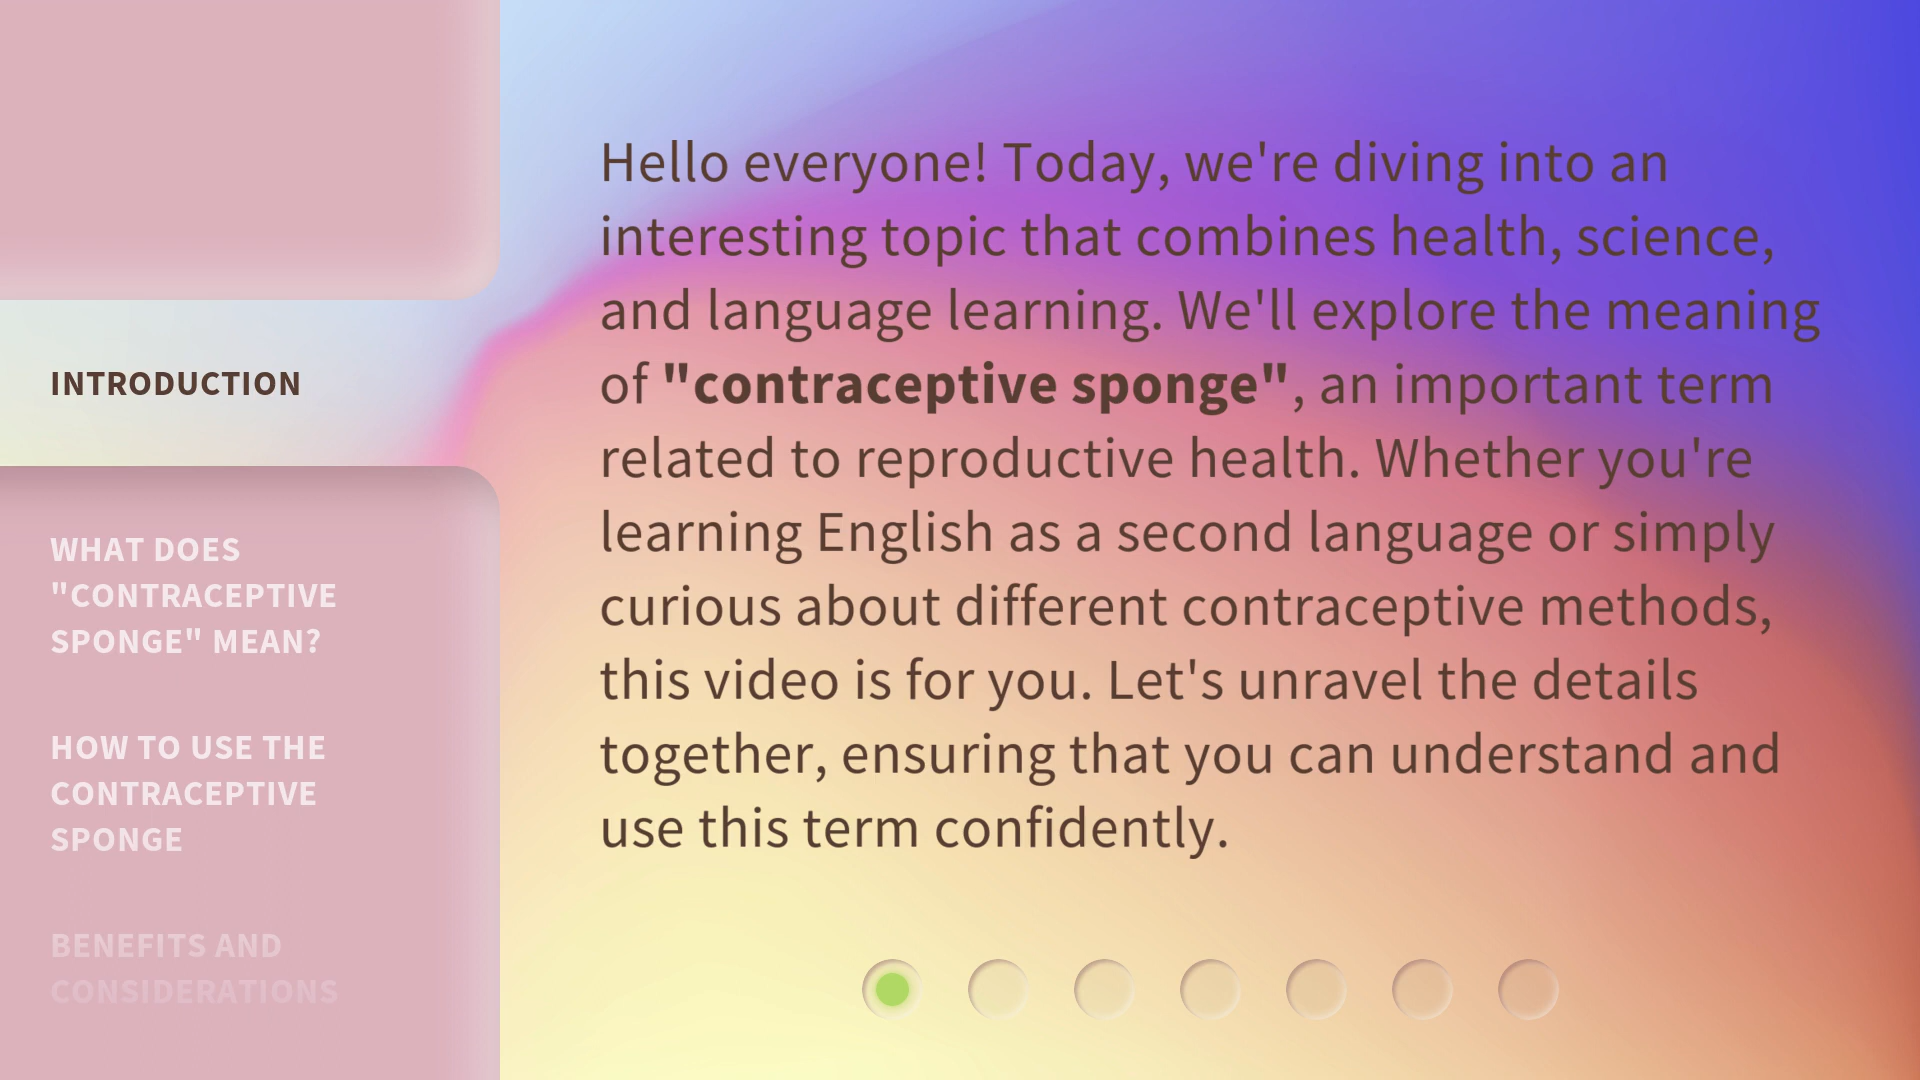 INTRODUCTION
WHAT DOES
"CONTRACEPTIVE
SPONGE" MEAN?
HOW TO USE THE
CONTRACEPTIVE
SPONGE
BENEFITS AND
CONSIDERATIONS
Hello everyone! Today, we're diving into an
interesting topic that combines health, science,
and language learning. We'll explore the meaning
of "contraceptive sponge", an important term
related to reproductive health. Whether you're
learning English as a second language or simply
curious about different contraceptive methods,
this video is for you. Let's unravel the details
together, ensuring that you can understand and
use this term confidently.